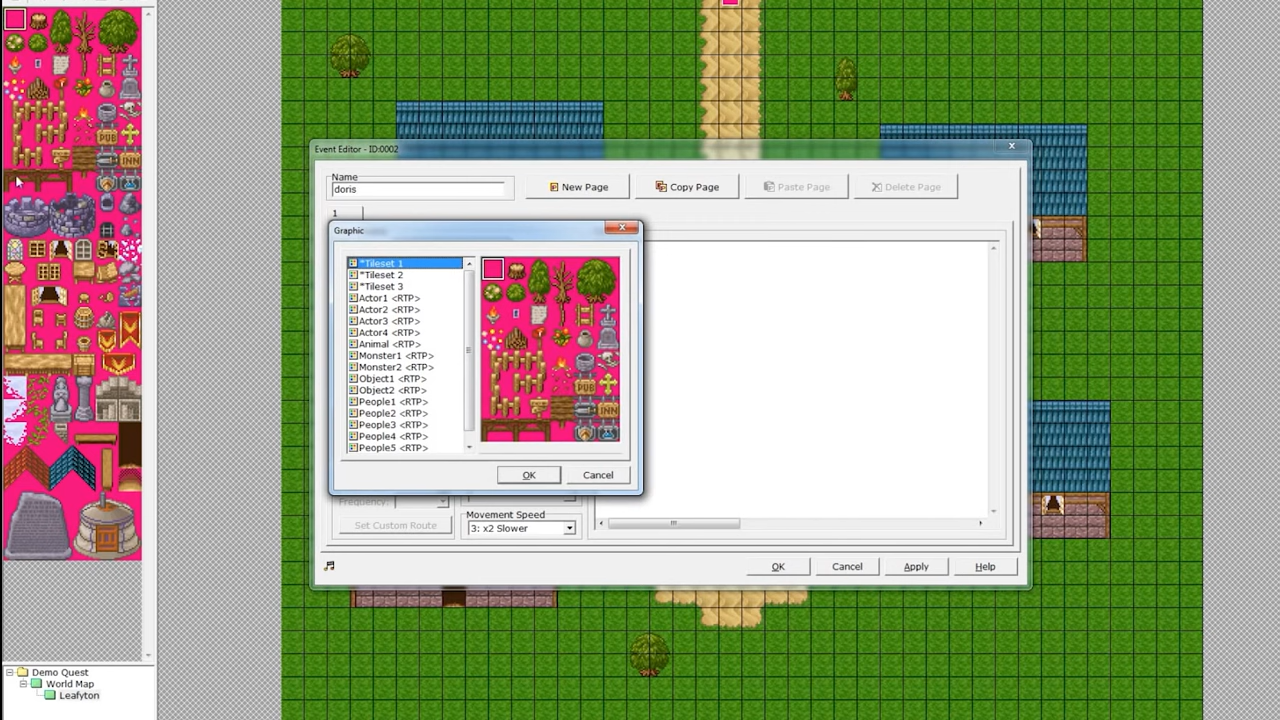 Event Editor - ID:0002
Name
doris
New Page
Copy Page
Paste Page
Delete Page
1
Graphic
*Tileset 1
*Tileset 2
*Tileset 3
Actor1 <RTP>
Actor2 <RTP>
Actor3 <RTP>
Actor4 <RTP>
Animal <RTP>
Monster1 <RTP>
Monster2 <RTP>
Object1 <RTP>
Object2 <RTP>
People1 <RTP>
People2 <RTP>
People3 <RTP>
People4 <RTP>
People5 <RTP>
PUB
INN
PUB
INN
OK
Cancel
Frequency:
Set Custom Route
Movement Speed
3: x2 Slower
OK
Cancel
Apply
Help
Demo Quest
World Map
Leafyton